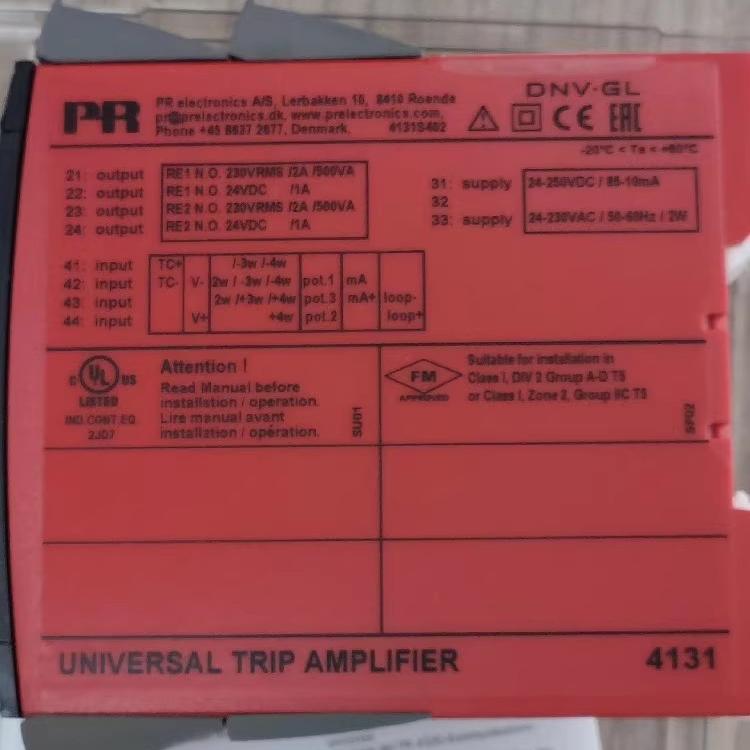 PR
PR electronics A/S, Lerbakken 10, 8410 Roende
pr@prelectronics.dk, www.prelectronics.com,
Phone +45 8637 2677, Denmark. 4131S402
DNV·GL
CE EAC
-20°C < Ta < +60°C
21: output RE1 N.O. 230VRMS /2A /500VA
22: output RE1 N.O. 24VDC /1A
23: output RE2 N.O. 230VRMS /2A /500VA
24: output RE2 N.O. 24VDC /1A
31: supply 24-250VDC /
32
33: supply 24-230VAC / 50-60Hz / 2W
41: input TC+ /-3w /-4w
42: input TC- V- 2w / -3w /-4w pot.1 mA
43: input 2w /+3w /+4w pot.3 mA+ loop-
44: input V+ +4w pot.2 loop+
C UL US
LISTED
IND.CONT.EQ.
2JD7
Attention !
Read Manual before
installation / operation.
Lire manual avant
installation / opération.
SU01
FM
APPROVED
Suitable for installation in
Class I, DIV 2 Group A-D T5
or Class I, Zone 2, Group IIC T5
UNIVERSAL TRIP AMPLIFIER 4131